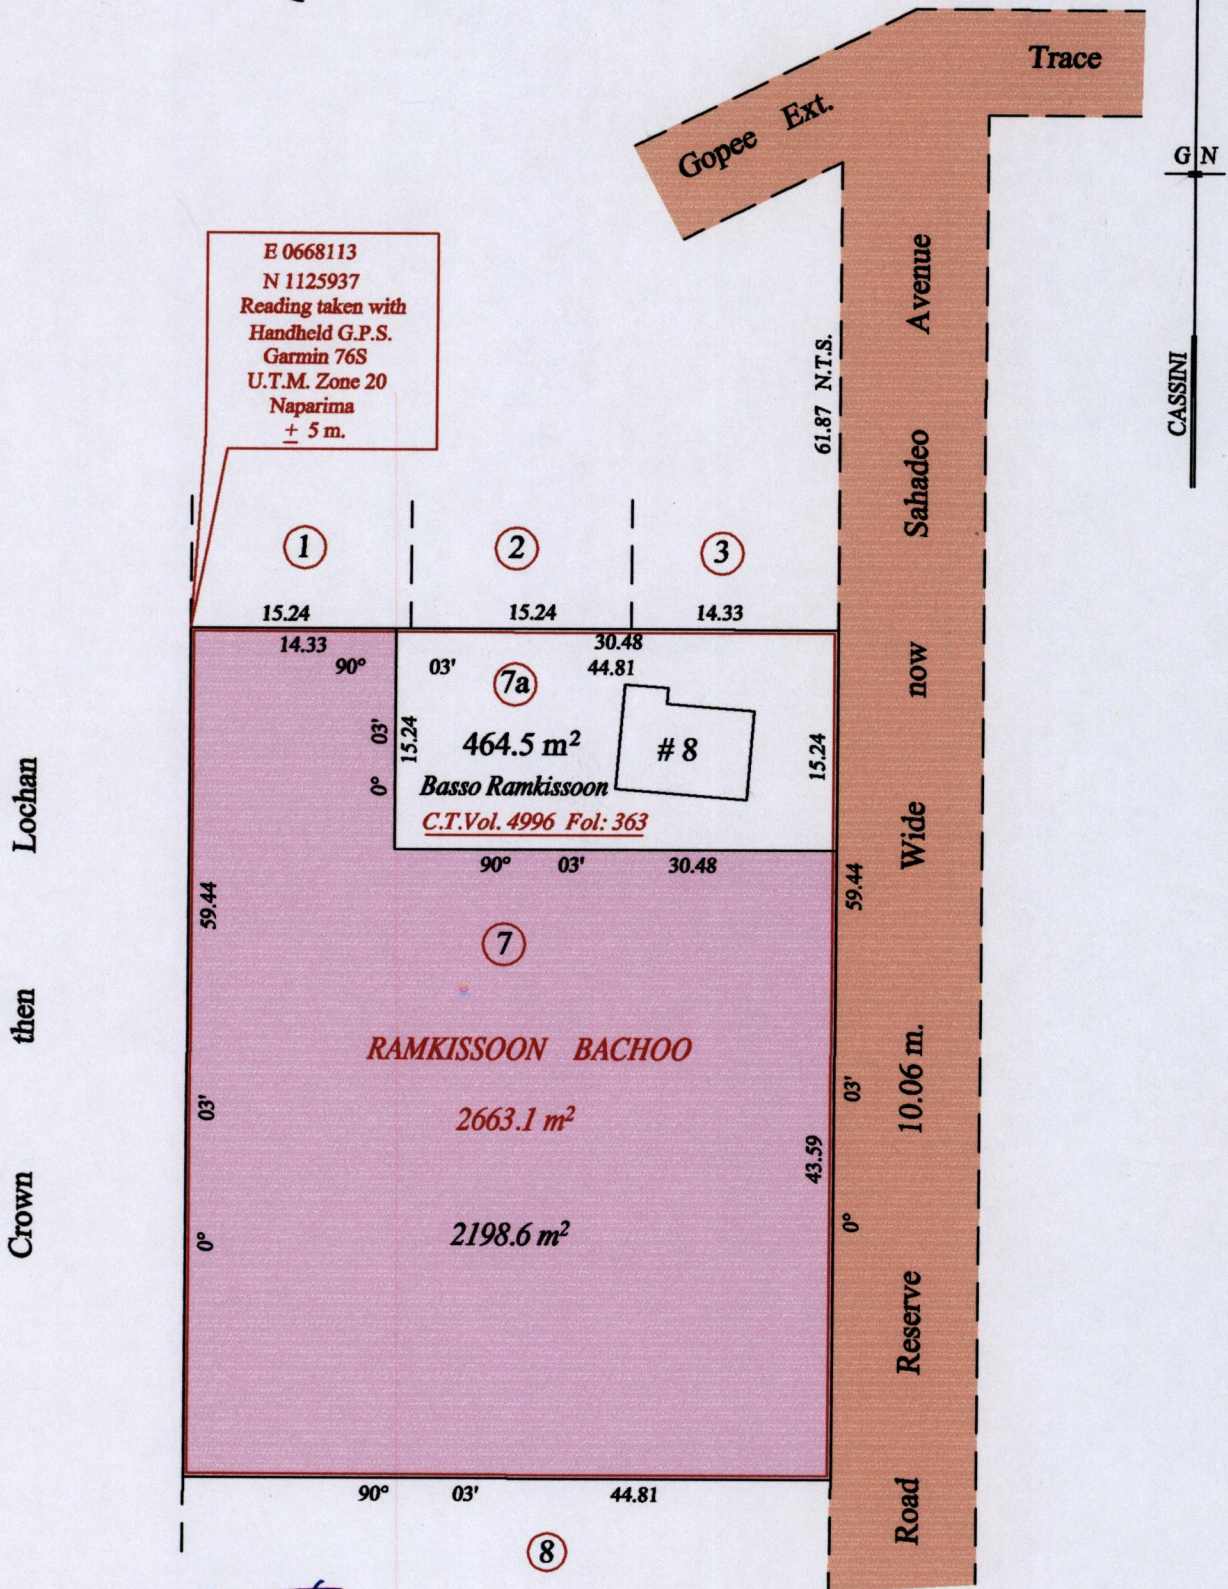 Trace
Gopee Ext.
G N
E 0668113
N 1125937
Reading taken with
Handheld G.P.S.
Garmin 76S
U.T.M. Zone 20
Naparima
± 5 m.
61.87 N.T.S.
CASSINI
1
2
3
15.24
15.24
14.33
14.33
30.48
90° 03' 44.81
7a
0° 03'
15.24
464.5 m²
# 8
15.24
Basso Ramkissoon
C.T.Vol. 4996 Fol: 363
90° 03' 30.48
Crown then Lochan
0° 03' 59.44
7
RAMKISSOON BACHOO
2663.1 m²
2198.6 m²
43.59
0° 03' 59.44
Road Reserve 10.06 m. Wide now Sahadeo Avenue
90° 03' 44.81
8